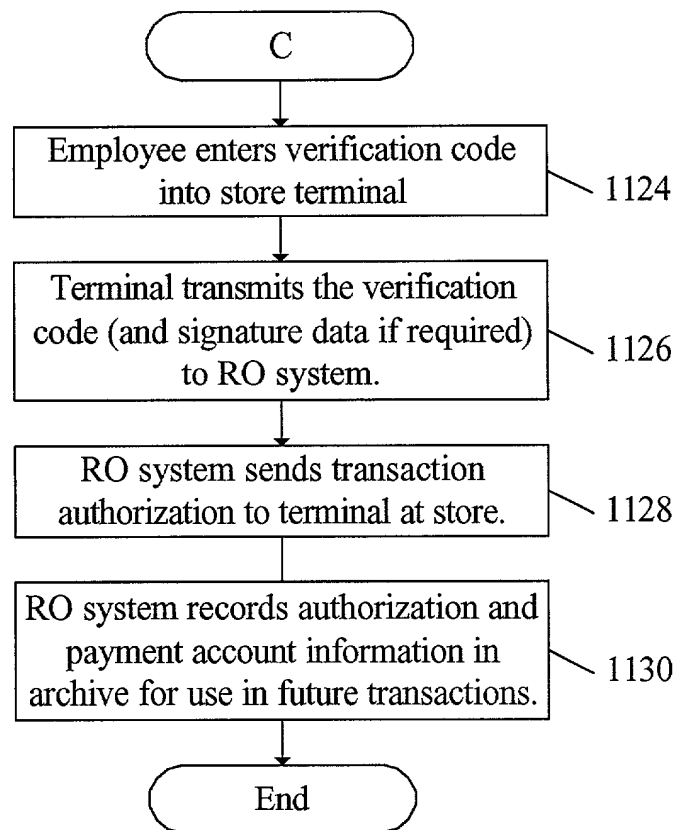 C
Employee enters verification code
into store terminal
1124
Terminal transmits the verification
code (and signature data if required)
to RO system.
1126
RO system sends transaction
authorization to terminal at store.
1128
RO system records authorization and
payment account information in
archive for use in future transactions.
1130
End